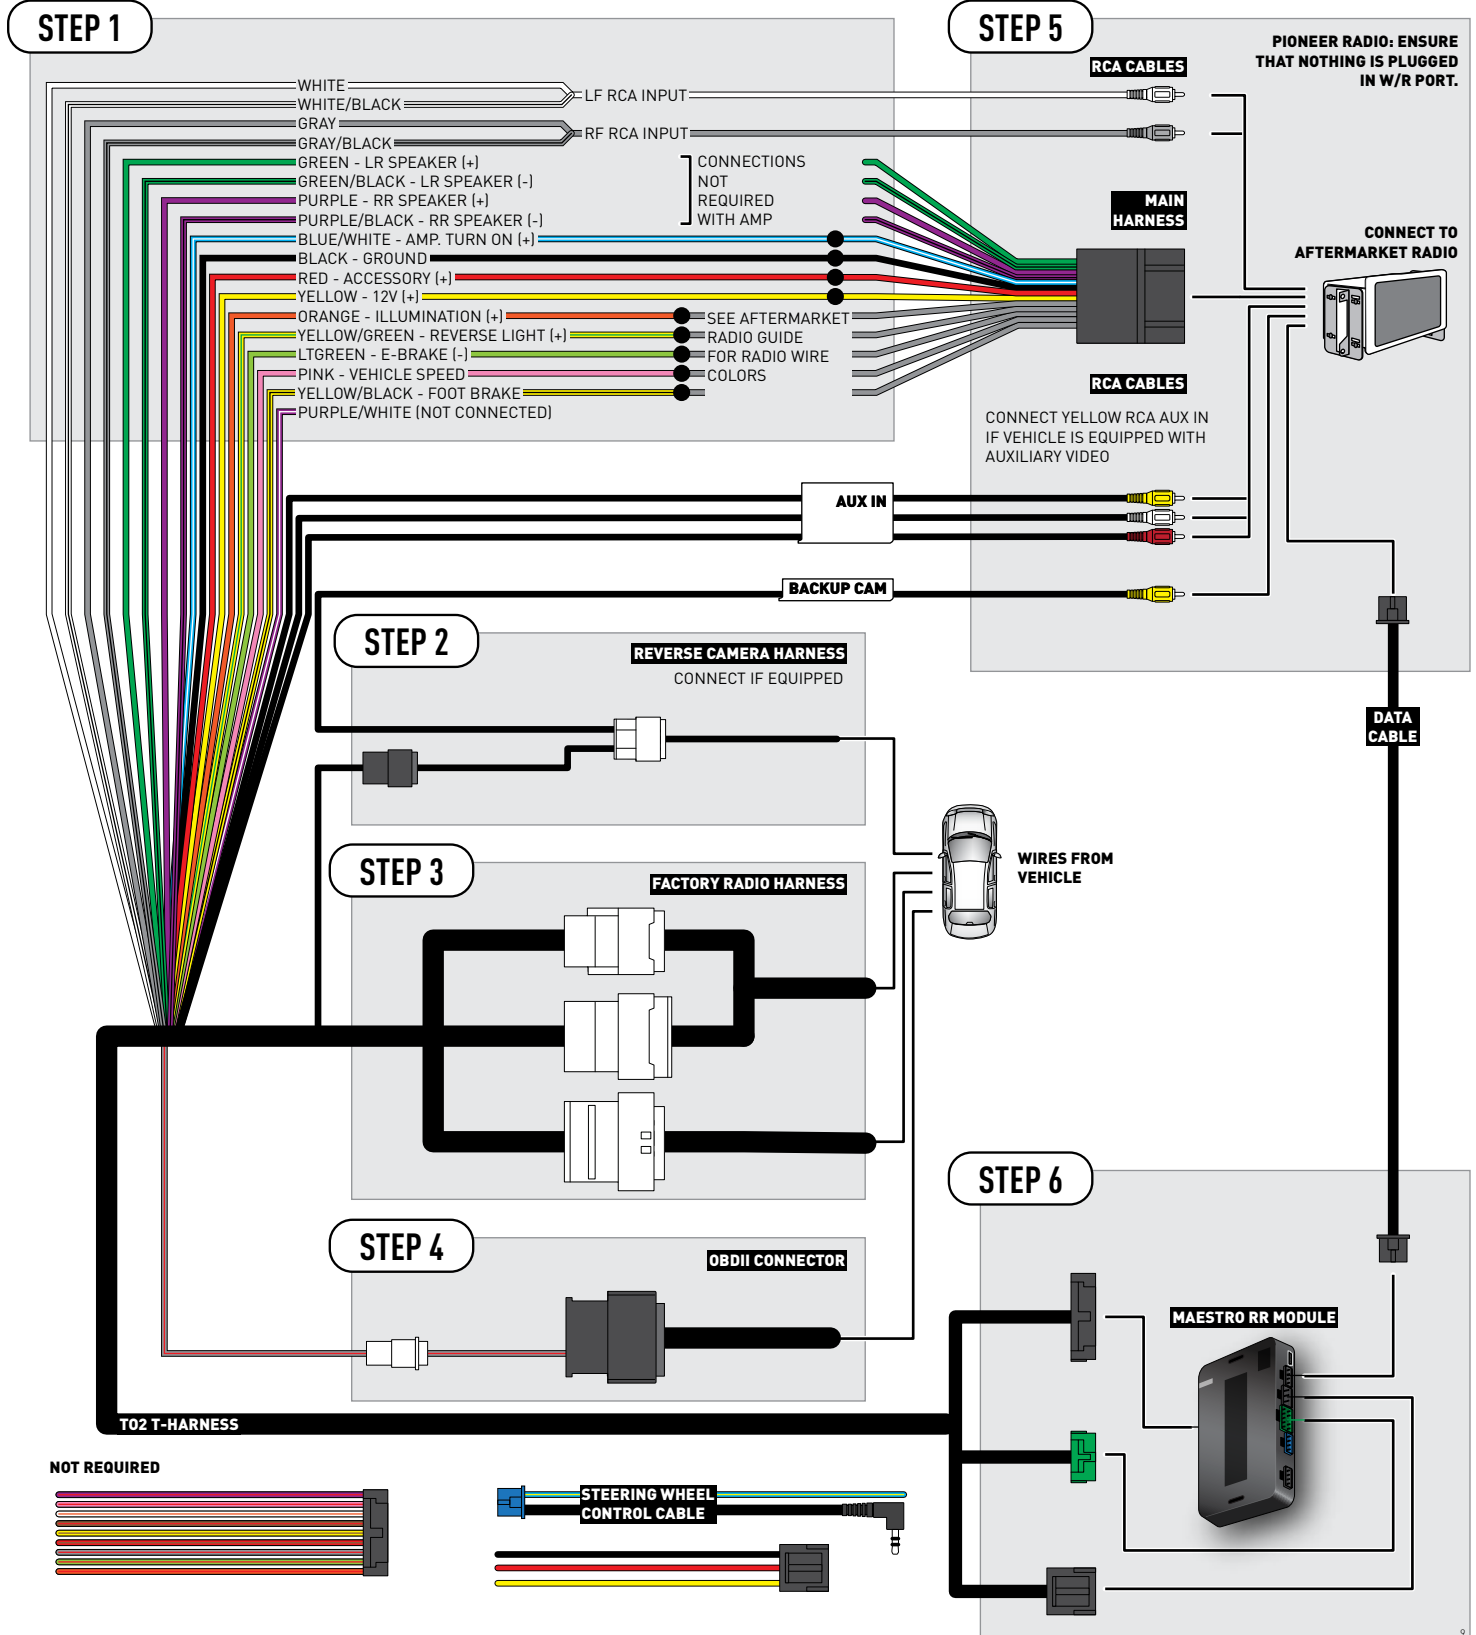 STEP 1
WHITE
WHITE/BLACK
LF RCA INPUT
GRAY
GRAY/BLACK
RF RCA INPUT
GREEN - LR SPEAKER (+)
GREEN/BLACK - LR SPEAKER (-)
PURPLE - RR SPEAKER (+)
PURPLE/BLACK - RR SPEAKER (-)
CONNECTIONS
NOT
REQUIRED
WITH AMP
BLUE/WHITE - AMP. TURN ON (+)
BLACK - GROUND
RED - ACCESSORY (+)
YELLOW - 12V (+)
ORANGE - ILLUMINATION (+)
YELLOW/GREEN - REVERSE LIGHT (+)
LTGREEN - E-BRAKE (-)
PINK - VEHICLE SPEED
YELLOW/BLACK - FOOT BRAKE
PURPLE/WHITE (NOT CONNECTED)
SEE AFTERMARKET
RADIO GUIDE
FOR RADIO WIRE
COLORS
STEP 5
PIONEER RADIO: ENSURE
THAT NOTHING IS PLUGGED
IN W/R PORT.
RCA CABLES
MAIN
HARNESS
CONNECT TO
AFTERMARKET RADIO
RCA CABLES
CONNECT YELLOW RCA AUX IN
IF VEHICLE IS EQUIPPED WITH
AUXILIARY VIDEO
AUX IN
BACKUP CAM
DATA
CABLE
STEP 2
REVERSE CAMERA HARNESS
CONNECT IF EQUIPPED
WIRES FROM
VEHICLE
STEP 3
FACTORY RADIO HARNESS
STEP 4
OBDII CONNECTOR
TO2 T-HARNESS
STEP 6
MAESTRO RR MODULE
NOT REQUIRED
STEERING WHEEL
CONTROL CABLE
9